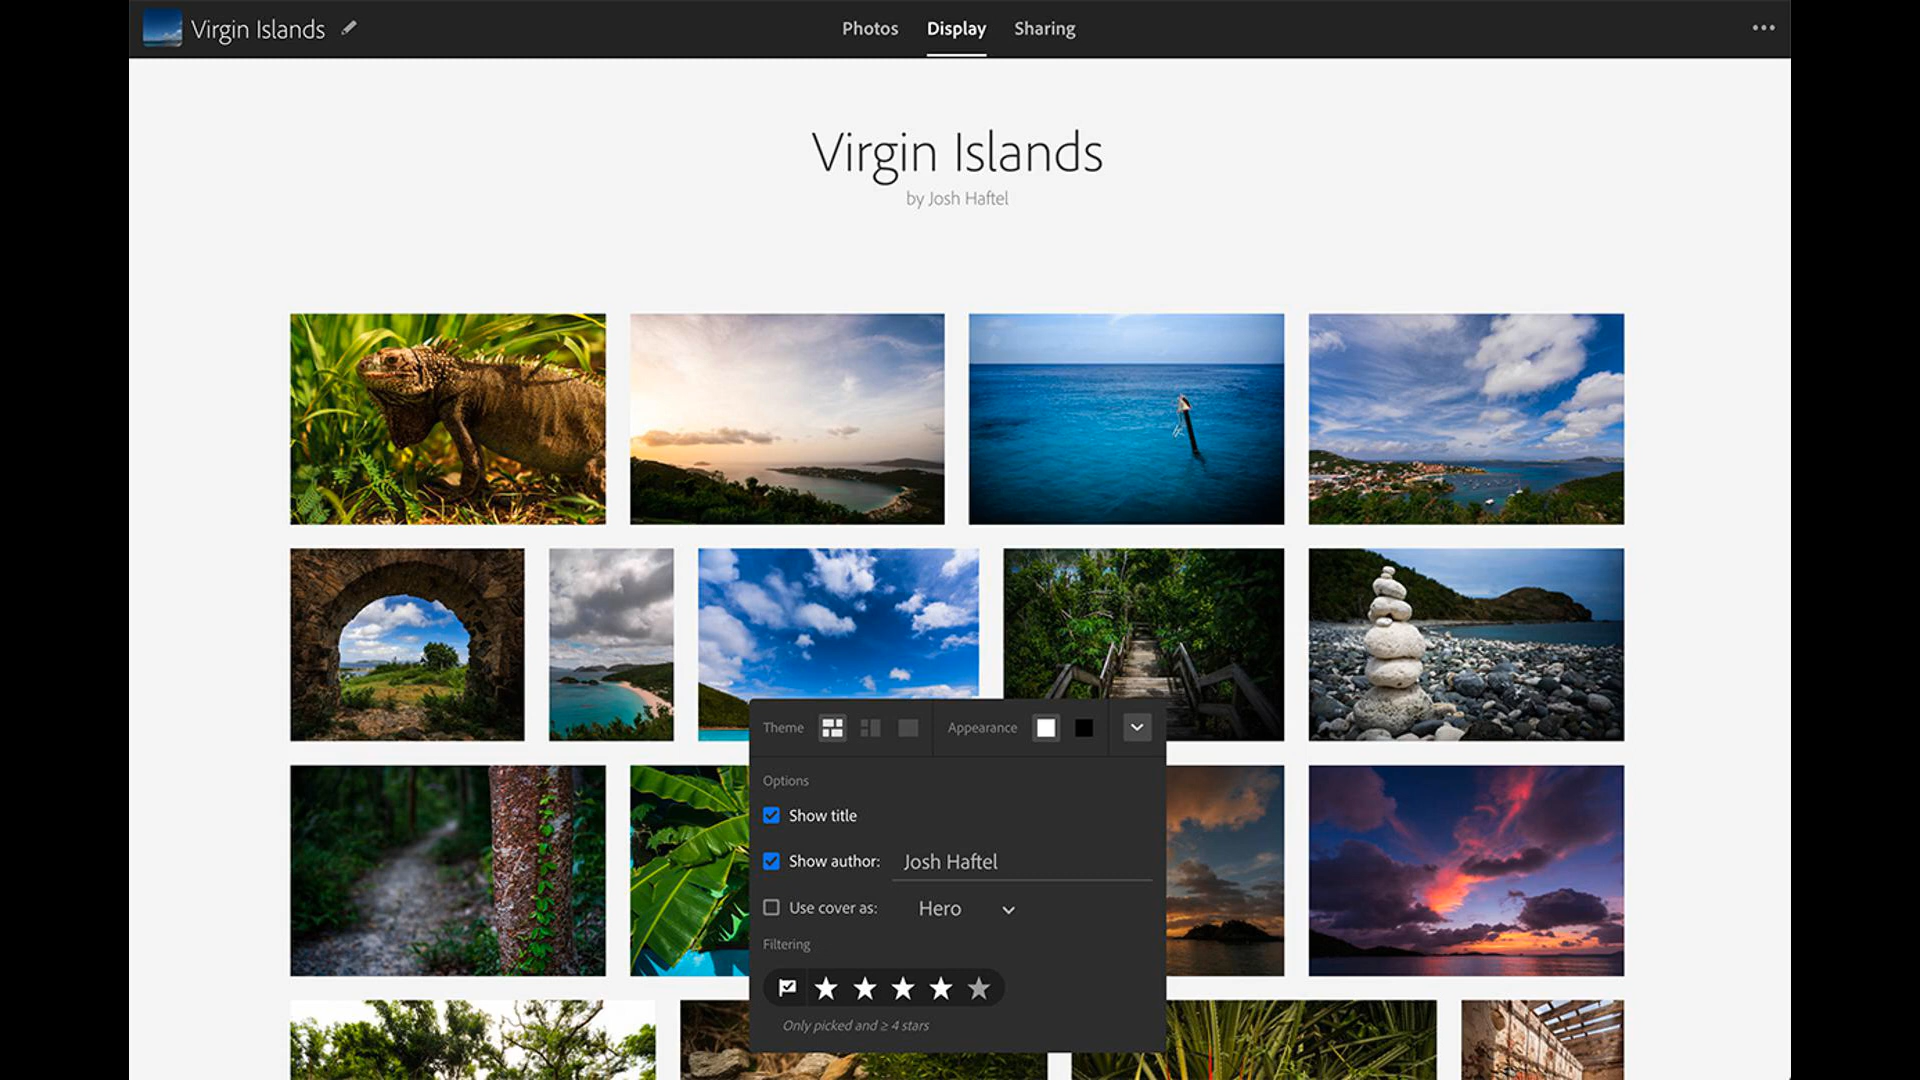 Virgin Islands
Photos Display Sharing
Virgin Islands
by Josh Haftel
Theme Appearance
Options
Show title
Show author: Josh Haftel
Use cover as: Hero
Filtering
Only picked and ≥ 4 stars